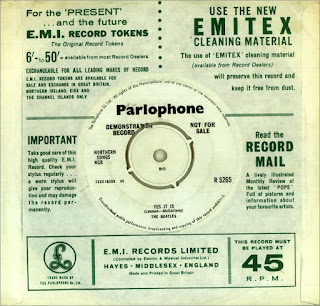 For the 'PRESENT'
... and the future
E.M.I. RECORD TOKENS
The Original Record Tokens
6/- to 50/- available from most Record Dealers
EXCHANGEABLE FOR ALL LEADING MAKES OF RECORD
E.M.I. RECORD TOKENS ARE AVAILABLE FOR
SALE AND EXCHANGE IN GREAT BRITAIN,
NORTHERN IRELAND, EIRE AND
THE CHANNEL ISLANDS ONLY
USE THE NEW
EMITEX
CLEANING MATERIAL
The use of 'EMITEX' cleaning material
(available from Record Dealers)
will preserve this record and
keep it free from dust.
Parlophone
DEMONSTRATION
RECORD
NOT FOR
SALE
NORTHERN
SONGS
NCB
R 5265
YES IT IS
(Lennon—McCartney)
THE BEATLES
IMPORTANT
Take good care of this
high quality E.M.I.
Record. Check your
stylus regularly —
a worn stylus will
give poor reproduc-
tion and may damage
the record per-
manently.
Read the
RECORD
MAIL
A lively illustrated
Monthly Review of
the latest 'POPS'
Full of pictures and
information about
your favourite artists.
TRADE MARK OF
THE PARLOPHONE Co. Ltd.
E.M.I. RECORDS LIMITED
(Controlled by Electric & Musical Industries Ltd.)
HAYES · MIDDLESEX · ENGLAND
Made and Printed in Great Britain
THIS RECORD MUST
BE PLAYED AT
45
R.P.M.